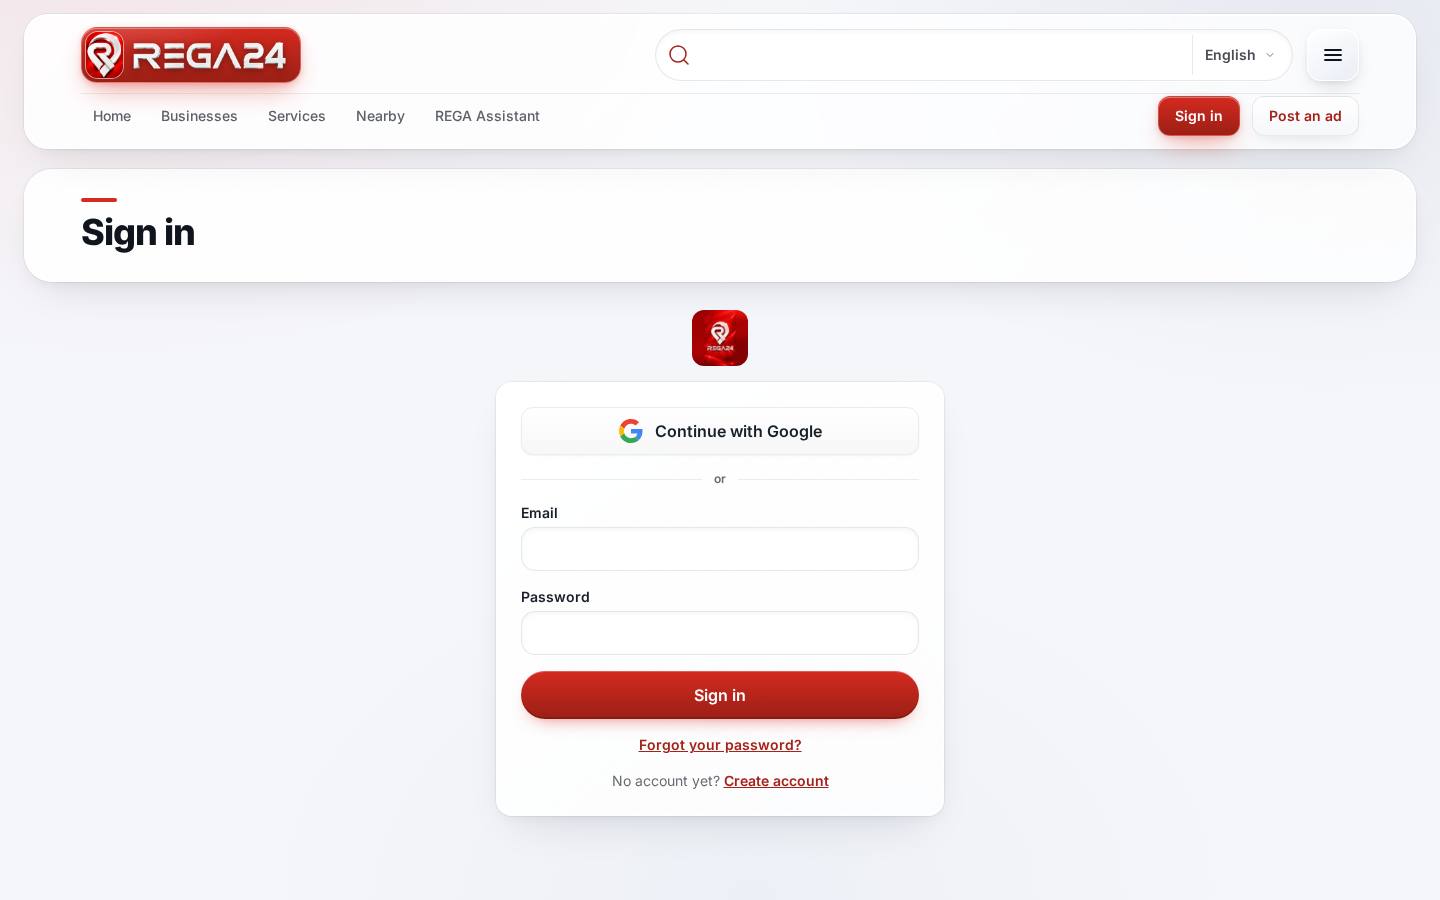 REGA24
English
Home
Businesses
Services
Nearby
REGA Assistant
Sign in
Post an ad
Sign in
REGA24
Continue with Google
or
Email
Password
Sign in
Forgot your password?
No account yet? Create account